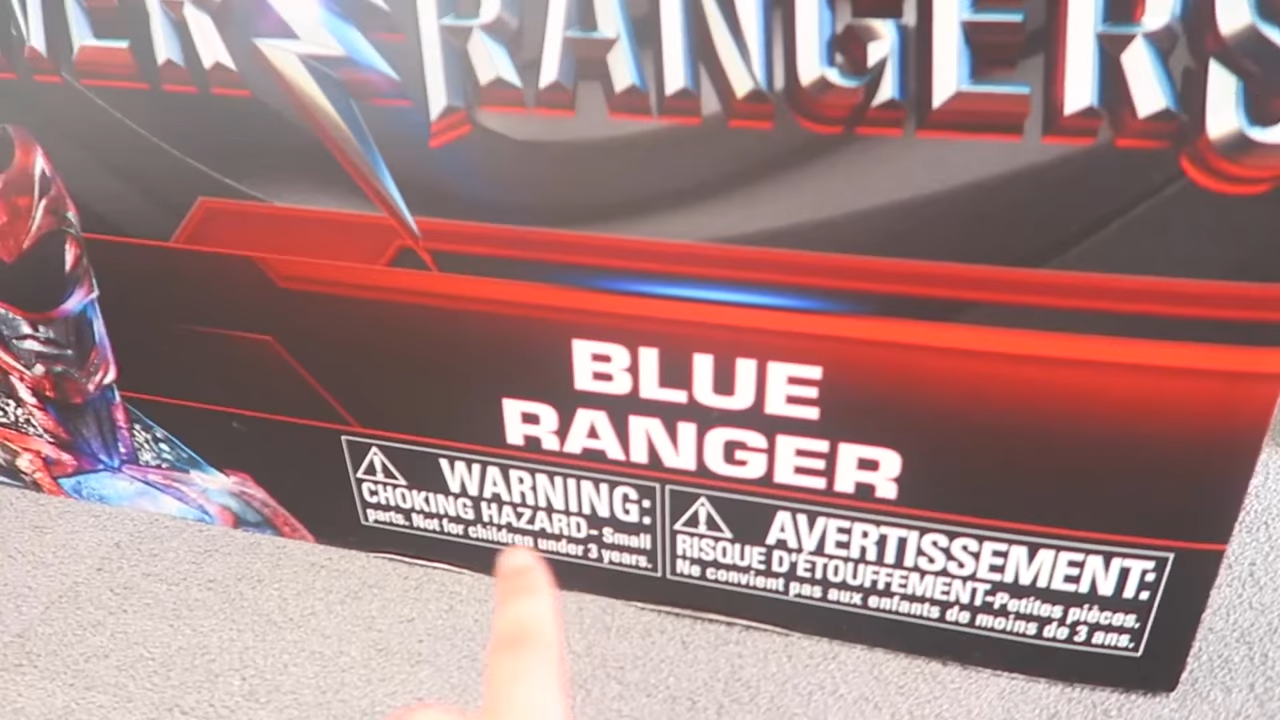 RANGERS
BLUE
RANGER
WARNING:
CHOKING HAZARD- Small
parts. Not for children under 3 years.
AVERTISSEMENT:
RISQUE D'ÉTOUFFEMENT-Petites pièces.
Ne convient pas aux enfants de moins de 3 ans.